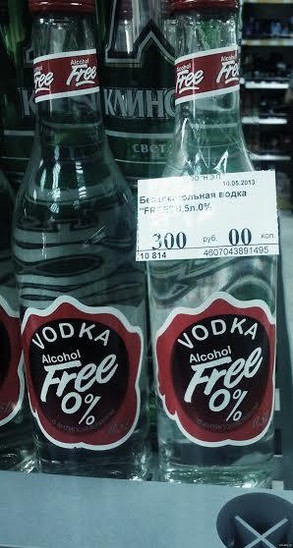 Alcohol
Free
Alcohol
Free
КЛИНС
СВЕТ
10.05.2013
водка
"FREE" 0,5л.0%
300 руб. 00 коп.
10 814 4607043891495
VODKA
Alcohol
Free
0%
VODKA
Alcohol
Free
0%